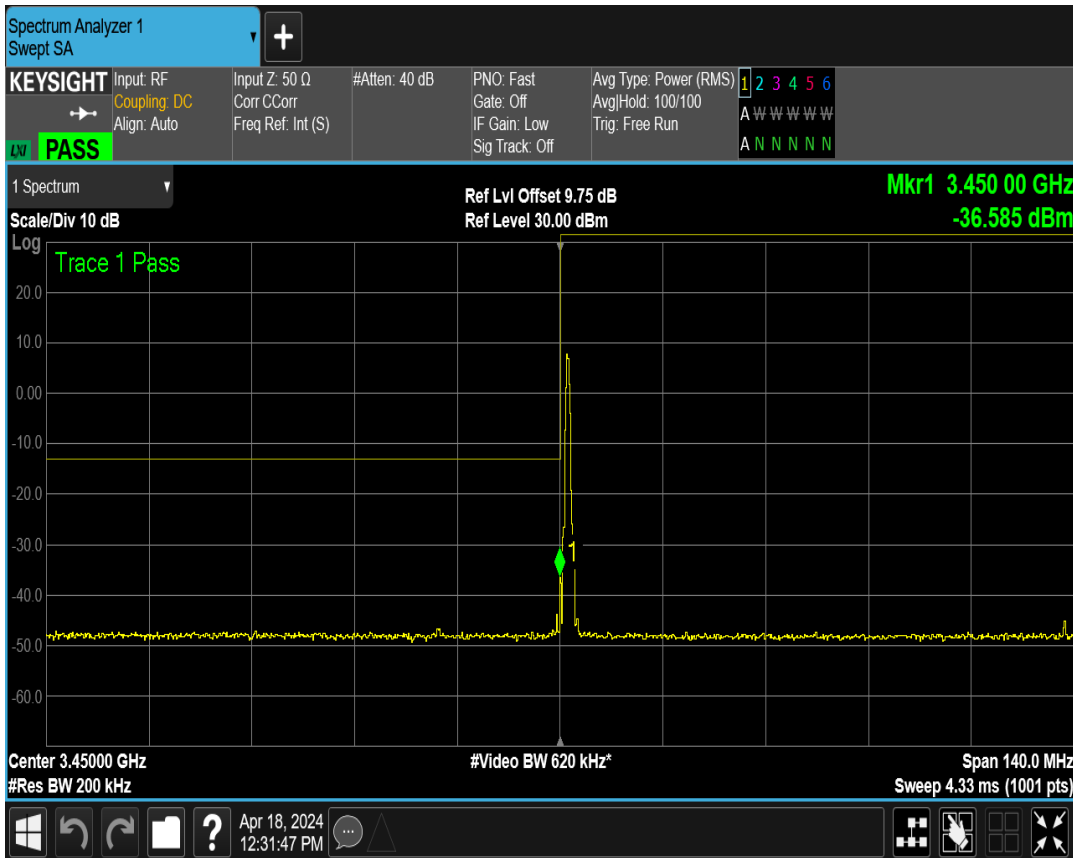 Spectrum Analyzer 1
Swept SA
+
KEYSIGHT
LXI PASS
Input: RF
Coupling: DC
Align: Auto
Input Z: 50 Ω
Corr CCorr
Freq Ref: Int (S)
#Atten: 40 dB
PNO: Fast
Gate: Off
IF Gain: Low
Sig Track: Off
Avg Type: Power (RMS)
Avg|Hold: 100/100
Trig: Free Run
1 2 3 4 5 6
A W W W W W
A N N N N N
1 Spectrum
Scale/Div 10 dB
Ref Lvl Offset 9.75 dB
Ref Level 30.00 dBm
Mkr1 3.450 00 GHz
-36.585 dBm
Log
Trace 1 Pass
20.0
10.0
0.00
-10.0
-20.0
-30.0
-40.0
-50.0
-60.0
Center 3.45000 GHz
#Res BW 200 kHz
#Video BW 620 kHz*
Span 140.0 MHz
Sweep 4.33 ms (1001 pts)
?
Apr 18, 2024
12:31:47 PM